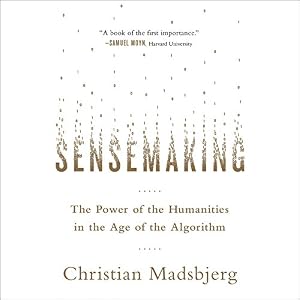 "A book of the first importance."
—SAMUEL MOYN, Harvard University
SENSEMAKING
The Power of the Humanities
in the Age of the Algorithm
Christian Madsbjerg